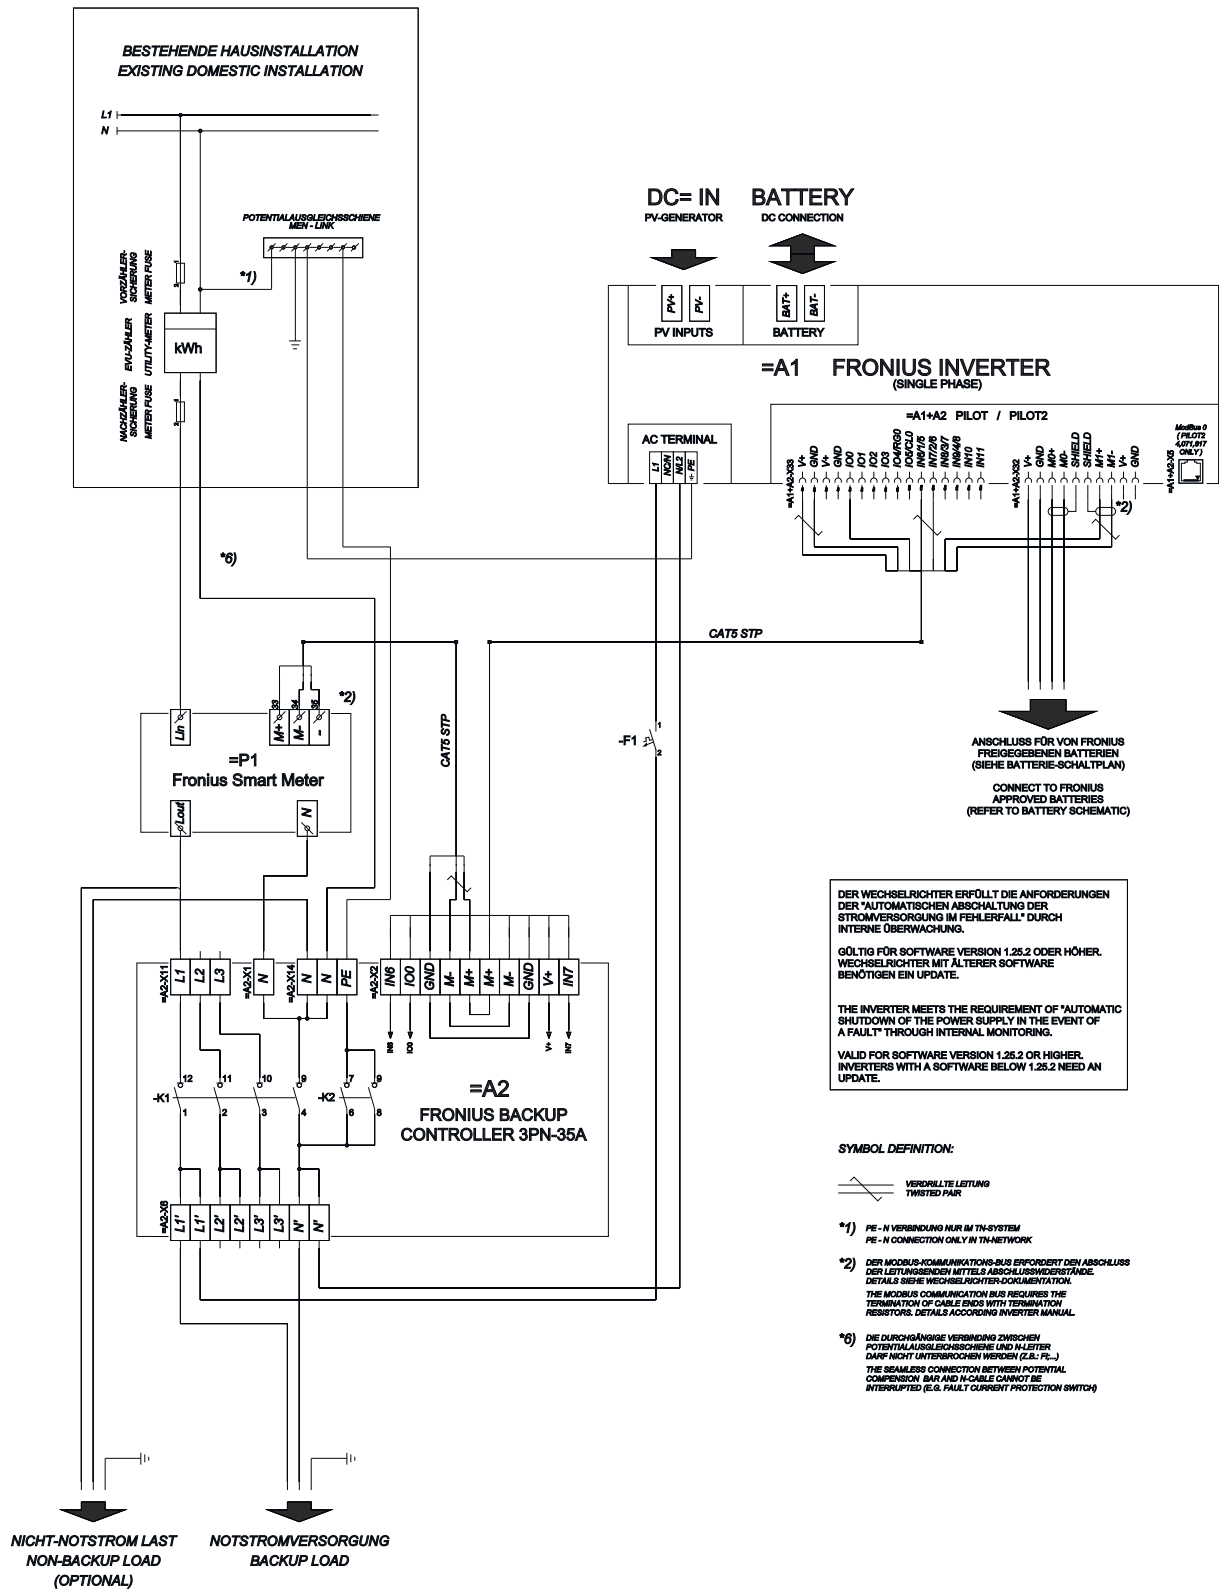 BESTEHENDE HAUSINSTALLATION
EXISTING DOMESTIC INSTALLATION
L1
N
POTENTIALAUSGLEICHSSCHIENE
MEN - LINK
*1)
VORZÄHLER-
SICHERUNG
METER FUSE
1
2
EVU-ZÄHLER
UTILITY-METER
kWh
NACHZÄHLER-
SICHERUNG
METER FUSE
1
2
*6)
DC= IN
PV-GENERATOR
BATTERY
DC CONNECTION
PV+
PV-
PV INPUTS
BAT+
BAT-
BATTERY
=A1 FRONIUS INVERTER
(SINGLE PHASE)
AC TERMINAL
L1
NC/N
N/L2
PE
=A1+A2 PILOT / PILOT2
=A1+A2-X33
V+
GND
V+
GND
IO0
IO1
IO2
IO3
IO4/RG0
IO5/CL0
IN6/1/5
IN7/2/6
IN8/3/7
IN9/4/8
IN10
IN11
=A1+A2-X32
V+
GND
M0+
M0-
SHIELD
SHIELD
M1+
M1-
V+
GND
ModBus 0
( PILOT2
4,071,817
ONLY )
=A1+A2-X5
*2)
CAT5 STP
ANSCHLUSS FÜR VON FRONIUS
FREIGEGEBENEN BATTERIEN
(SIEHE BATTERIE-SCHALTPLAN)
CONNECT TO FRONIUS
APPROVED BATTERIES
(REFER TO BATTERY SCHEMATIC)
Lin
33
34
35
M+
M-
-
*2)
=P1
Fronius Smart Meter
Lout
N
CAT5 STP
-F1
1
2
=A2-X11
L1
L2
L3
=A2-X1
N
=A2-X14
N
N
PE
=A2-X2
IN6
IO0
GND
M-
M+
M+
M-
GND
V+
IN7
IN6
IO0
V+
IN7
-K1
12
11
10
9
1
2
3
4
-K2
7
9
6
8
=A2
FRONIUS BACKUP
CONTROLLER 3PN-35A
=A2-X6
L1'
L1'
L2'
L2'
L3'
L3'
N'
N'
DER WECHSELRICHTER ERFÜLLT DIE ANFORDERUNGEN
DER "AUTOMATISCHEN ABSCHALTUNG DER
STROMVERSORGUNG IM FEHLERFALL" DURCH
INTERNE ÜBERWACHUNG.
GÜLTIG FÜR SOFTWARE VERSION 1.25.2 ODER HÖHER.
WECHSELRICHTER MIT ÄLTERER SOFTWARE
BENÖTIGEN EIN UPDATE.
THE INVERTER MEETS THE REQUIREMENT OF "AUTOMATIC
SHUTDOWN OF THE POWER SUPPLY IN THE EVENT OF
A FAULT" THROUGH INTERNAL MONITORING.
VALID FOR SOFTWARE VERSION 1.25.2 OR HIGHER.
INVERTERS WITH A SOFTWARE BELOW 1.25.2 NEED AN
UPDATE.
SYMBOL DEFINITION:
VERDRILLTE LEITUNG
TWISTED PAIR
*1) PE - N VERBINDUNG NUR IM TN-SYSTEM
PE - N CONNECTION ONLY IN TN-NETWORK
*2) DER MODBUS-KOMMUNIKATIONS-BUS ERFORDERT DEN ABSCHLUSS
DER LEITUNGSENDEN MITTELS ABSCHLUSSWIDERSTÄNDE.
DETAILS SIEHE WECHSELRICHTER-DOKUMENTATION.
THE MODBUS COMMUNICATION BUS REQUIRES THE
TERMINATION OF CABLE ENDS WITH TERMINATION
RESISTORS. DETAILS ACCORDING INVERTER MANUAL.
*6) DIE DURCHGÄNGIGE VERBINDING ZWISCHEN
POTENTIALAUSGLEICHSSCHIENE UND N-LEITER
DARF NICHT UNTERBROCHEN WERDEN (Z.B.: FI;...)
THE SEAMLESS CONNECTION BETWEEN POTENTIAL
COMPENSION BAR AND N-CABLE CANNOT BE
INTERRUPTED (E.G. FAULT CURRENT PROTECTION SWITCH)
NICHT-NOTSTROM LAST
NON-BACKUP LOAD
(OPTIONAL)
NOTSTROMVERSORGUNG
BACKUP LOAD